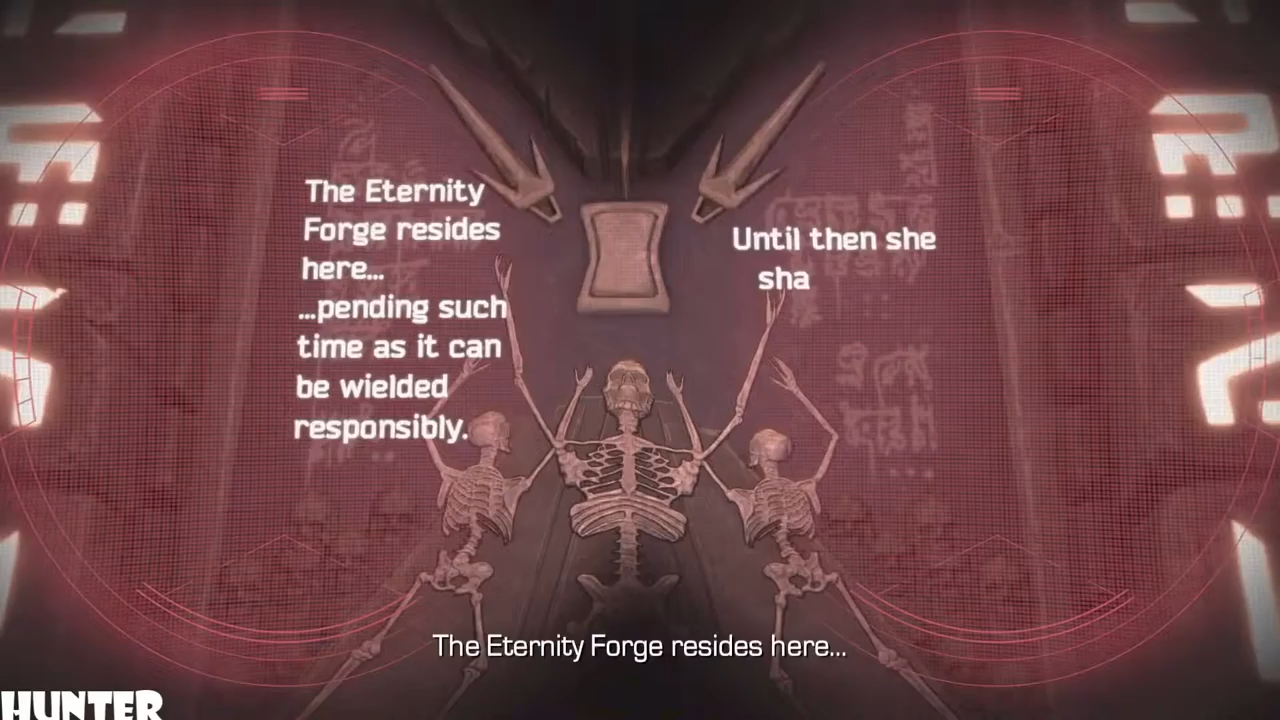 The Eternity
Forge resides
here...
...pending such
time as it can
be wielded
responsibly.
Until then she
sha
The Eternity Forge resides here...
HUNTER